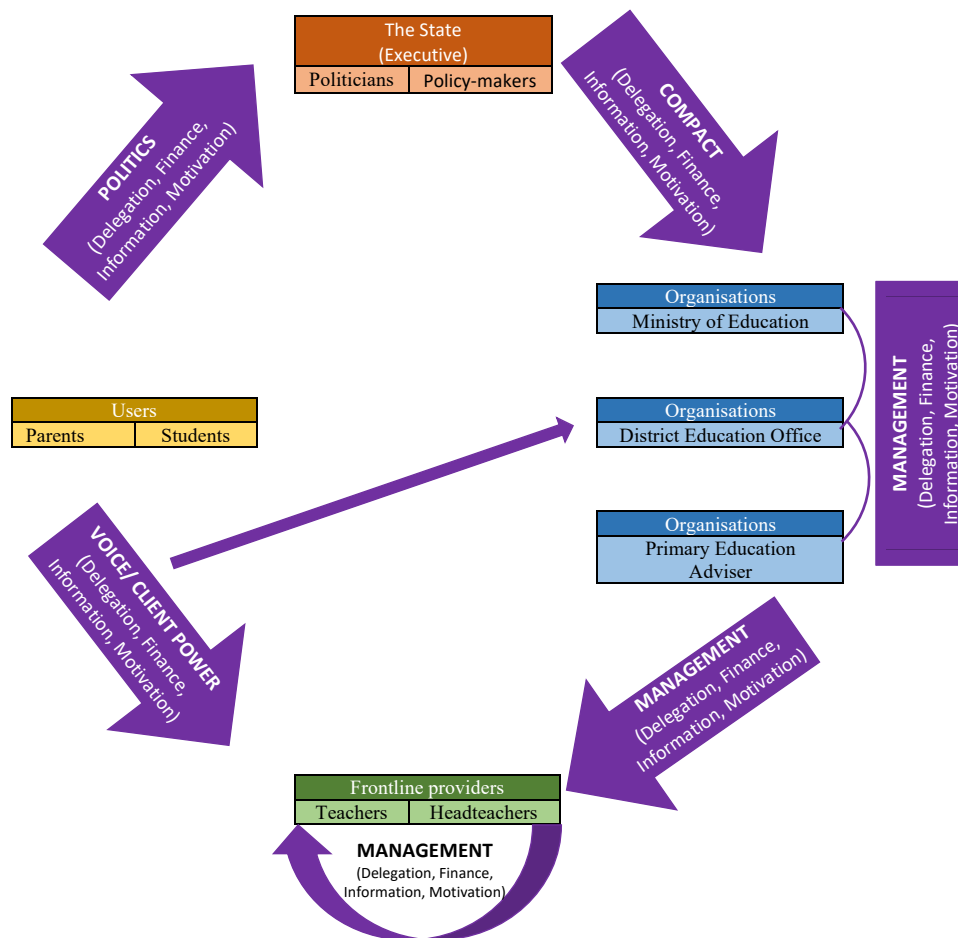 The State
(Executive)
Politicians
Policy-makers
POLITICS
(Delegation, Finance,
Information, Motivation)
COMPACT
(Delegation, Finance,
Information, Motivation)
Organisations
Ministry of Education
Organisations
District Education Office
Organisations
Primary Education
Adviser
MANAGEMENT
(Delegation, Finance,
Information, Motivation)
Users
Parents
Students
VOICE/ CLIENT POWER
(Delegation, Finance,
Information, Motivation)
MANAGEMENT
(Delegation, Finance,
Information, Motivation)
Frontline providers
Teachers
Headteachers
MANAGEMENT
(Delegation, Finance,
Information, Motivation)